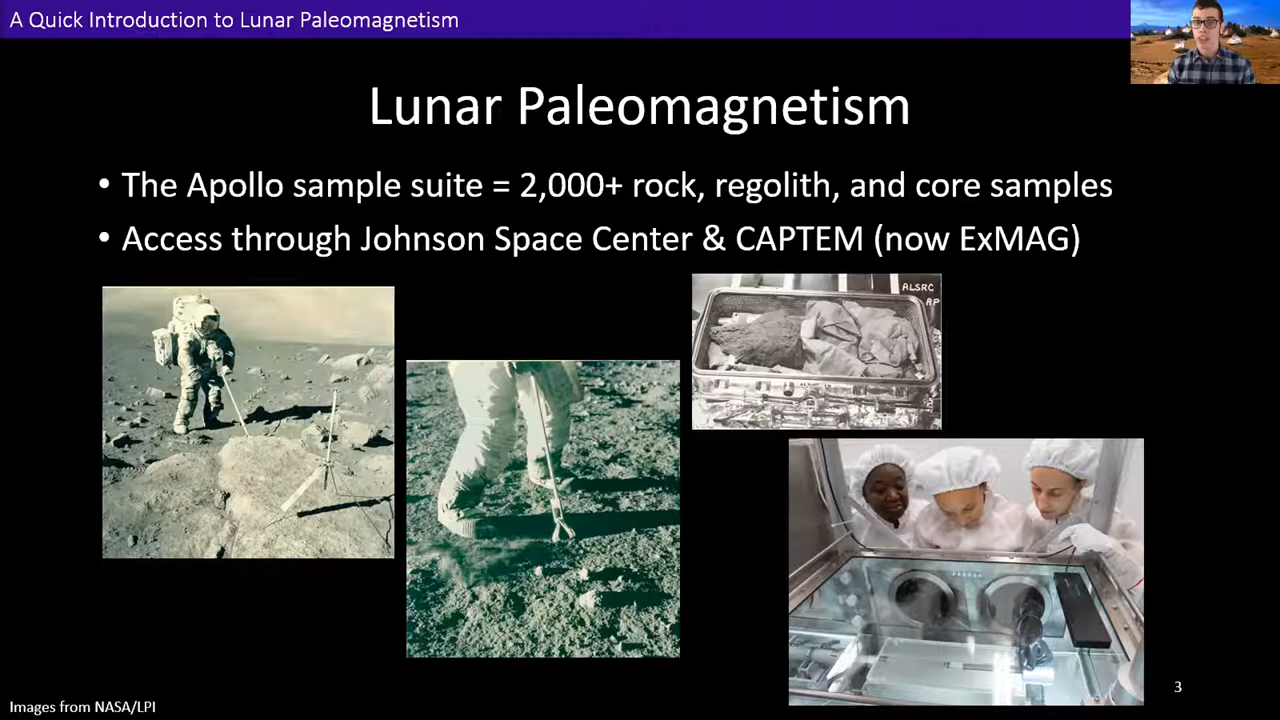 A Quick Introduction to Lunar Paleomagnetism
Lunar Paleomagnetism
• The Apollo sample suite = 2,000+ rock, regolith, and core samples
• Access through Johnson Space Center & CAPTEM (now ExMAG)
ALSRC
AP
3
Images from NASA/LPI